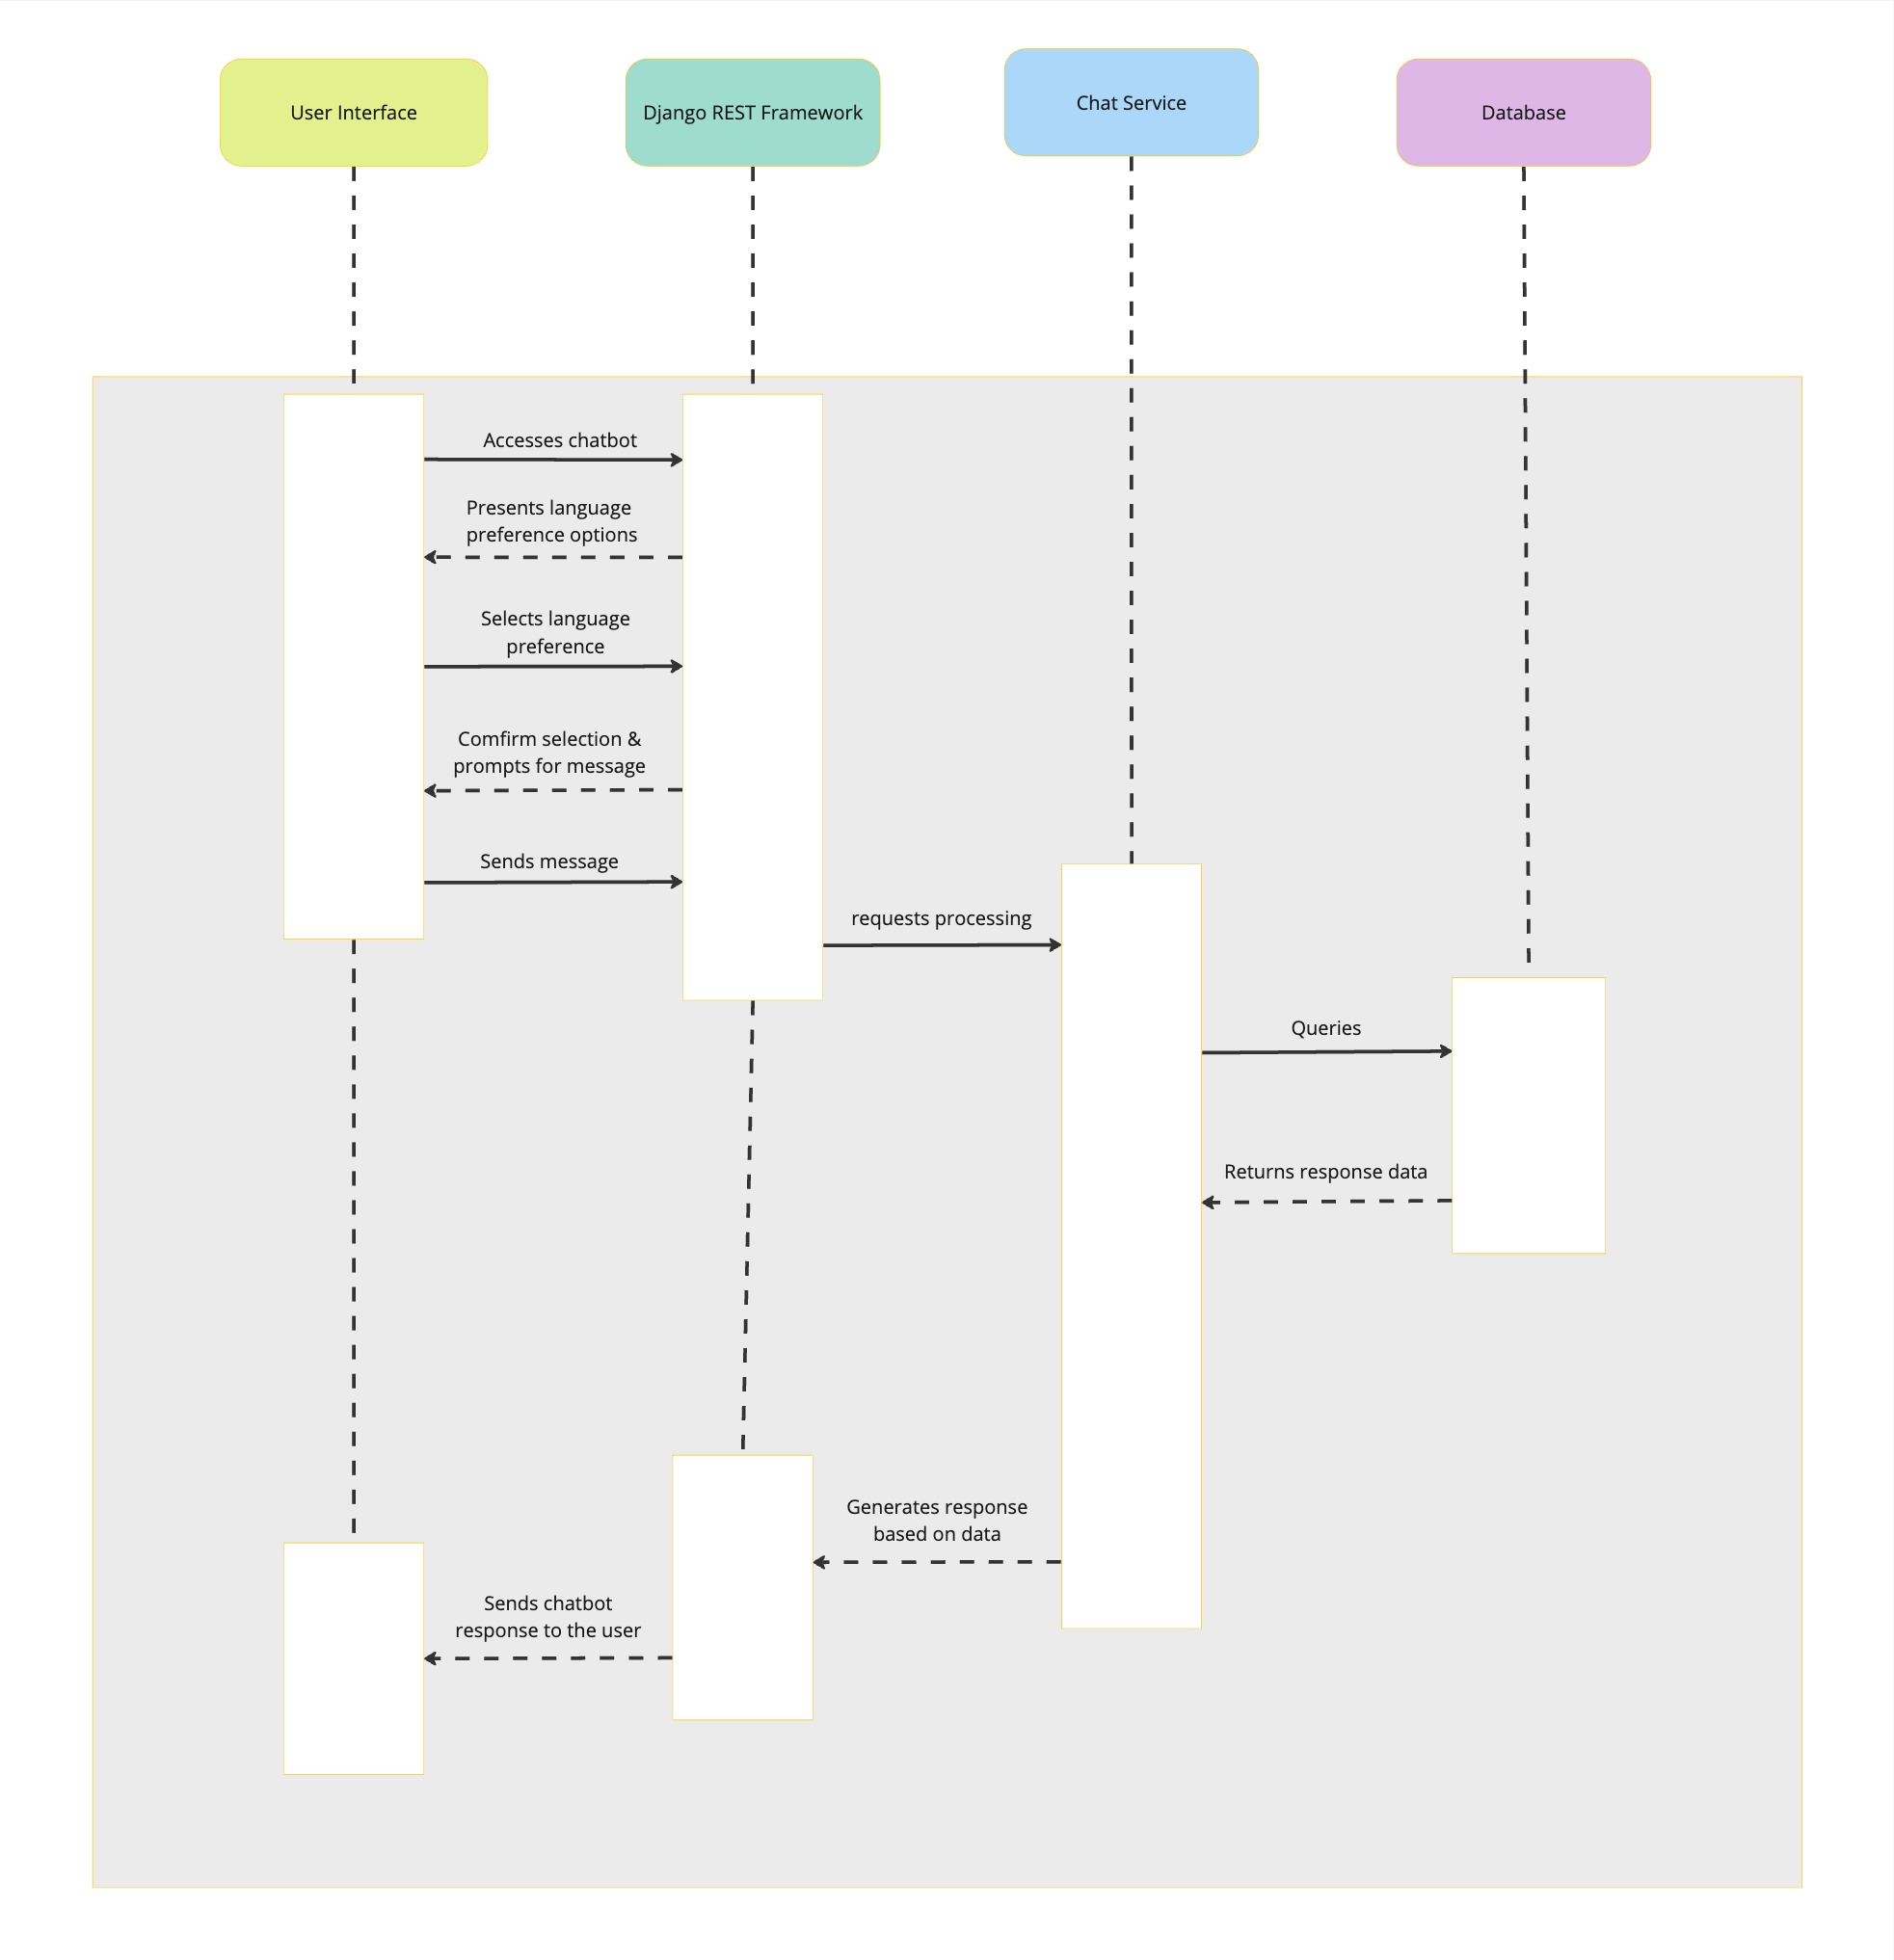 User Interface
Django REST Framework
Chat Service
Database
Accesses chatbot
Presents language
preference options
Selects language
preference
Comfirm selection &
prompts for message
Sends message
requests processing
Queries
Returns response data
Generates response
based on data
Sends chatbot
response to the user